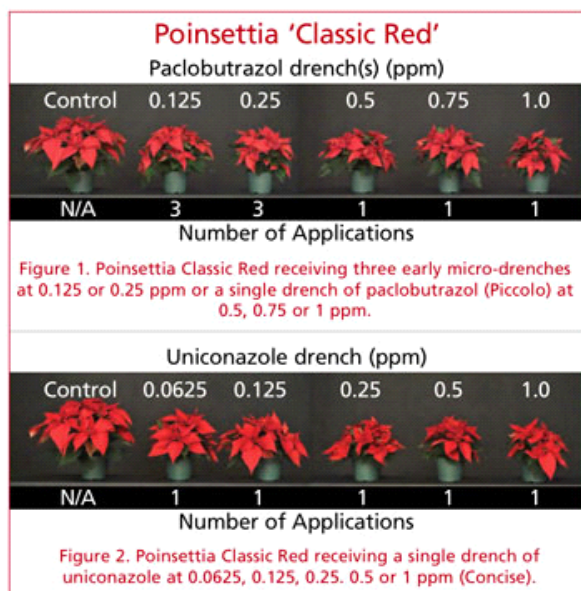 Poinsettia 'Classic Red'
Paclobutrazol drench(s) (ppm)
Control 0.125 0.25 0.5 0.75 1.0
N/A 3 3 1 1 1
Number of Applications
Figure 1. Poinsettia Classic Red receiving three early micro-drenches
at 0.125 or 0.25 ppm or a single drench of paclobutrazol (Piccolo) at
0.5, 0.75 or 1 ppm.
Uniconazole drench (ppm)
Control 0.0625 0.125 0.25 0.5 1.0
N/A 1 1 1 1 1
Number of Applications
Figure 2. Poinsettia Classic Red receiving a single drench of
uniconazole at 0.0625, 0.125, 0.25. 0.5 or 1 ppm (Concise).